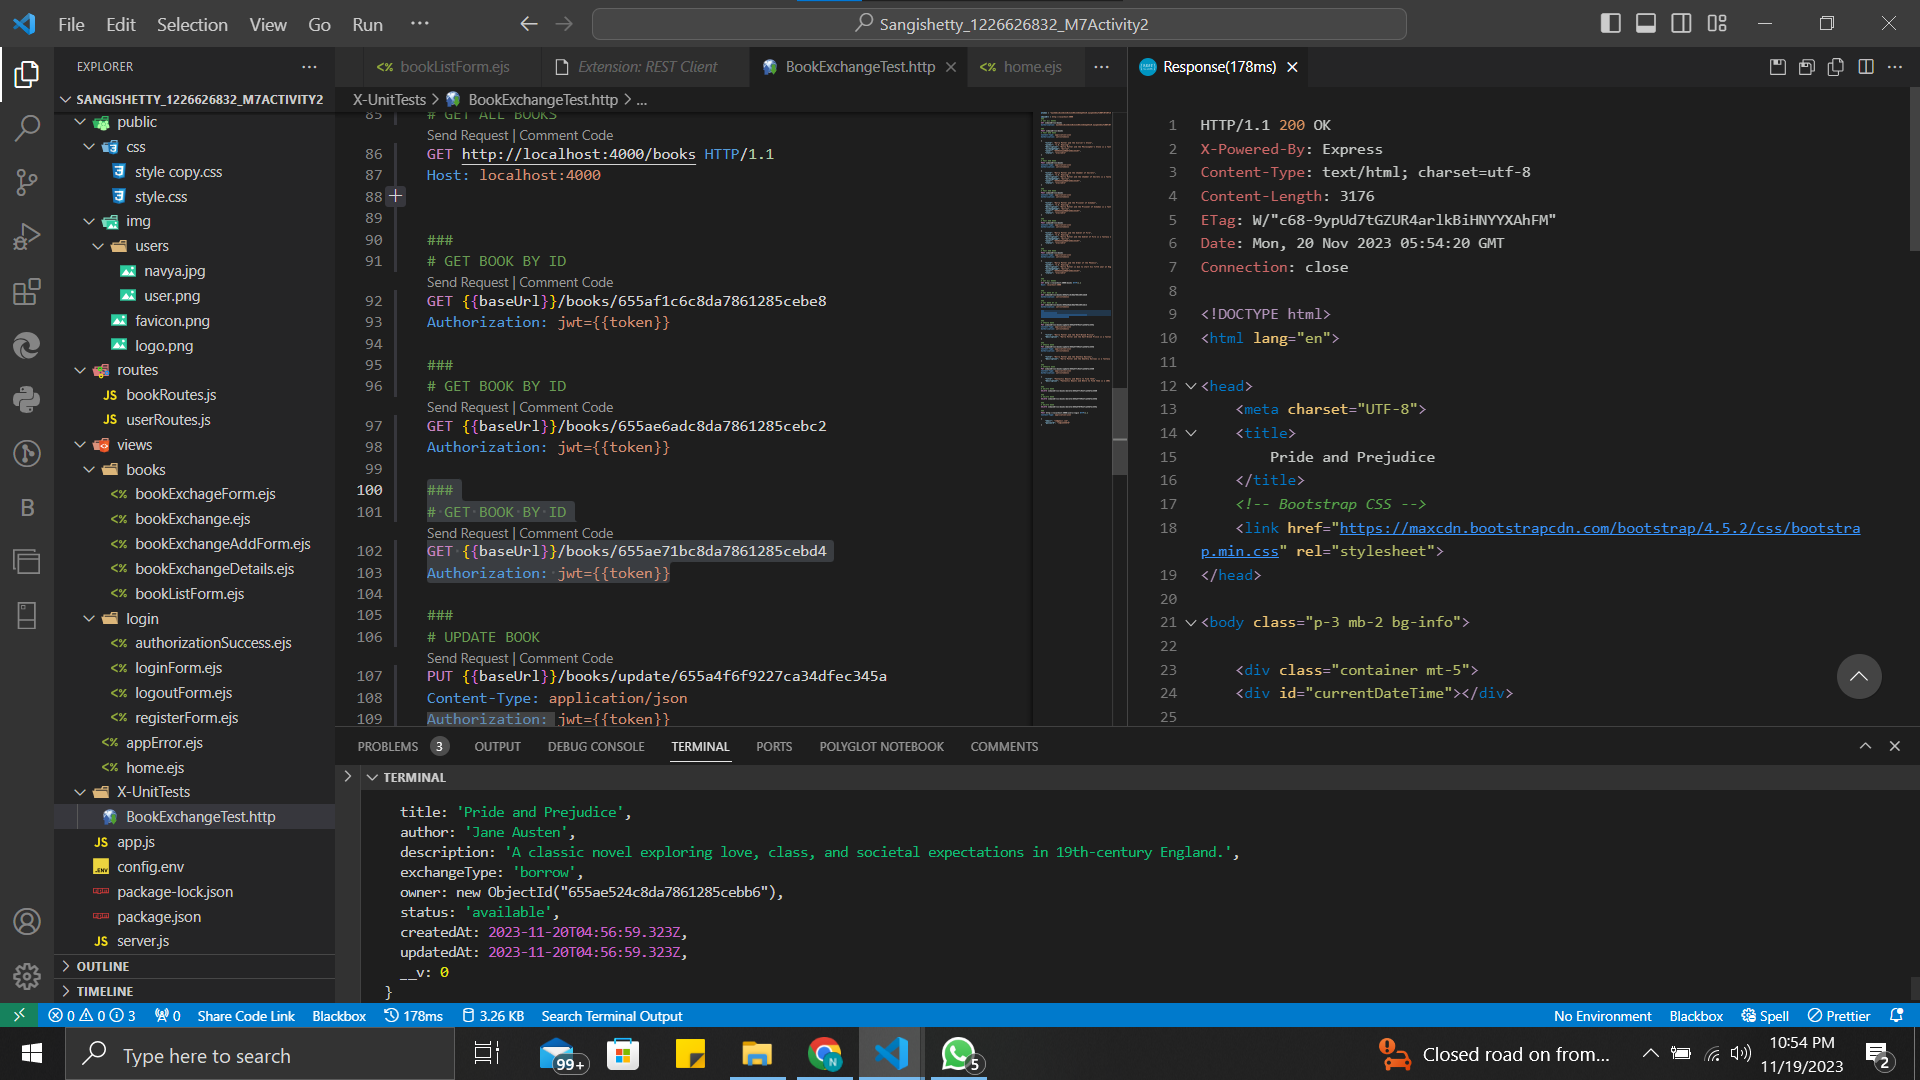 File Edit Selection View Go Run ···
Sangishetty_1226626832_M7Activity2
EXPLORER ···
SANGISHETTY_1226626832_M7ACTIVITY2
public
css
style copy.css
style.css
img
users
navya.jpg
user.png
favicon.png
logo.png
routes
JS bookRoutes.js
JS userRoutes.js
views
books
<% bookExchageForm.ejs
<% bookExchange.ejs
<% bookExchangeAddForm.ejs
<% bookExchangeDetails.ejs
<% bookListForm.ejs
login
<% authorizationSuccess.ejs
<% loginForm.ejs
<% logoutForm.ejs
<% registerForm.ejs
<% appError.ejs
<% home.ejs
X-UnitTests
BookExchangeTest.http
JS app.js
config.env
package-lock.json
package.json
JS server.js
OUTLINE
TIMELINE
<% bookListForm.ejs
Extension: REST Client
BookExchangeTest.http
<% home.ejs
···
X-UnitTests > BookExchangeTest.http > ...
85 # GET ALL BOOKS
Send Request | Comment Code
86 GET http://localhost:4000/books HTTP/1.1
87 Host: localhost:4000
88
89
90 ###
91 # GET BOOK BY ID
Send Request | Comment Code
92 GET {{baseUrl}}/books/655af1c6c8da7861285cebe8
93 Authorization: jwt={{token}}
94
95 ###
96 # GET BOOK BY ID
Send Request | Comment Code
97 GET {{baseUrl}}/books/655ae6adc8da7861285cebc2
98 Authorization: jwt={{token}}
99
100 ###
101 # GET BOOK BY ID
Send Request | Comment Code
102 GET {{baseUrl}}/books/655ae71bc8da7861285cebd4
103 Authorization: jwt={{token}}
104
105 ###
106 # UPDATE BOOK
Send Request | Comment Code
107 PUT {{baseUrl}}/books/update/655a4f6f9227ca34dfec345a
108 Content-Type: application/json
109 Authorization: jwt={{token}}
Response(178ms) ···
1 HTTP/1.1 200 OK
2 X-Powered-By: Express
3 Content-Type: text/html; charset=utf-8
4 Content-Length: 3176
5 ETag: W/"c68-9ypUd7tGZUR4arlkBiHNYYXAhFM"
6 Date: Mon, 20 Nov 2023 05:54:20 GMT
7 Connection: close
8
9 <!DOCTYPE html>
10 <html lang="en">
11
12 <head>
13 <meta charset="UTF-8">
14 <title>
15 Pride and Prejudice
16 </title>
17 <!-- Bootstrap CSS -->
18 <link href="https://maxcdn.bootstrapcdn.com/bootstrap/4.5.2/css/bootstra
p.min.css" rel="stylesheet">
19 </head>
20
21 <body class="p-3 mb-2 bg-info">
22
23 <div class="container mt-5">
24 <div id="currentDateTime"></div>
25
PROBLEMS 3 OUTPUT DEBUG CONSOLE TERMINAL PORTS POLYGLOT NOTEBOOK COMMENTS
TERMINAL
title: 'Pride and Prejudice',
author: 'Jane Austen',
description: 'A classic novel exploring love, class, and societal expectations in 19th-century England.',
exchangeType: 'borrow',
owner: new ObjectId("655ae524c8da7861285cebb6"),
status: 'available',
createdAt: 2023-11-20T04:56:59.323Z,
updatedAt: 2023-11-20T04:56:59.323Z,
__v: 0
}
0 0 3 0 Share Code Link Blackbox 178ms 3.26 KB Search Terminal Output No Environment Blackbox Spell Prettier
Type here to search
99+
5
Closed road on from...
10:54 PM
11/19/2023
2